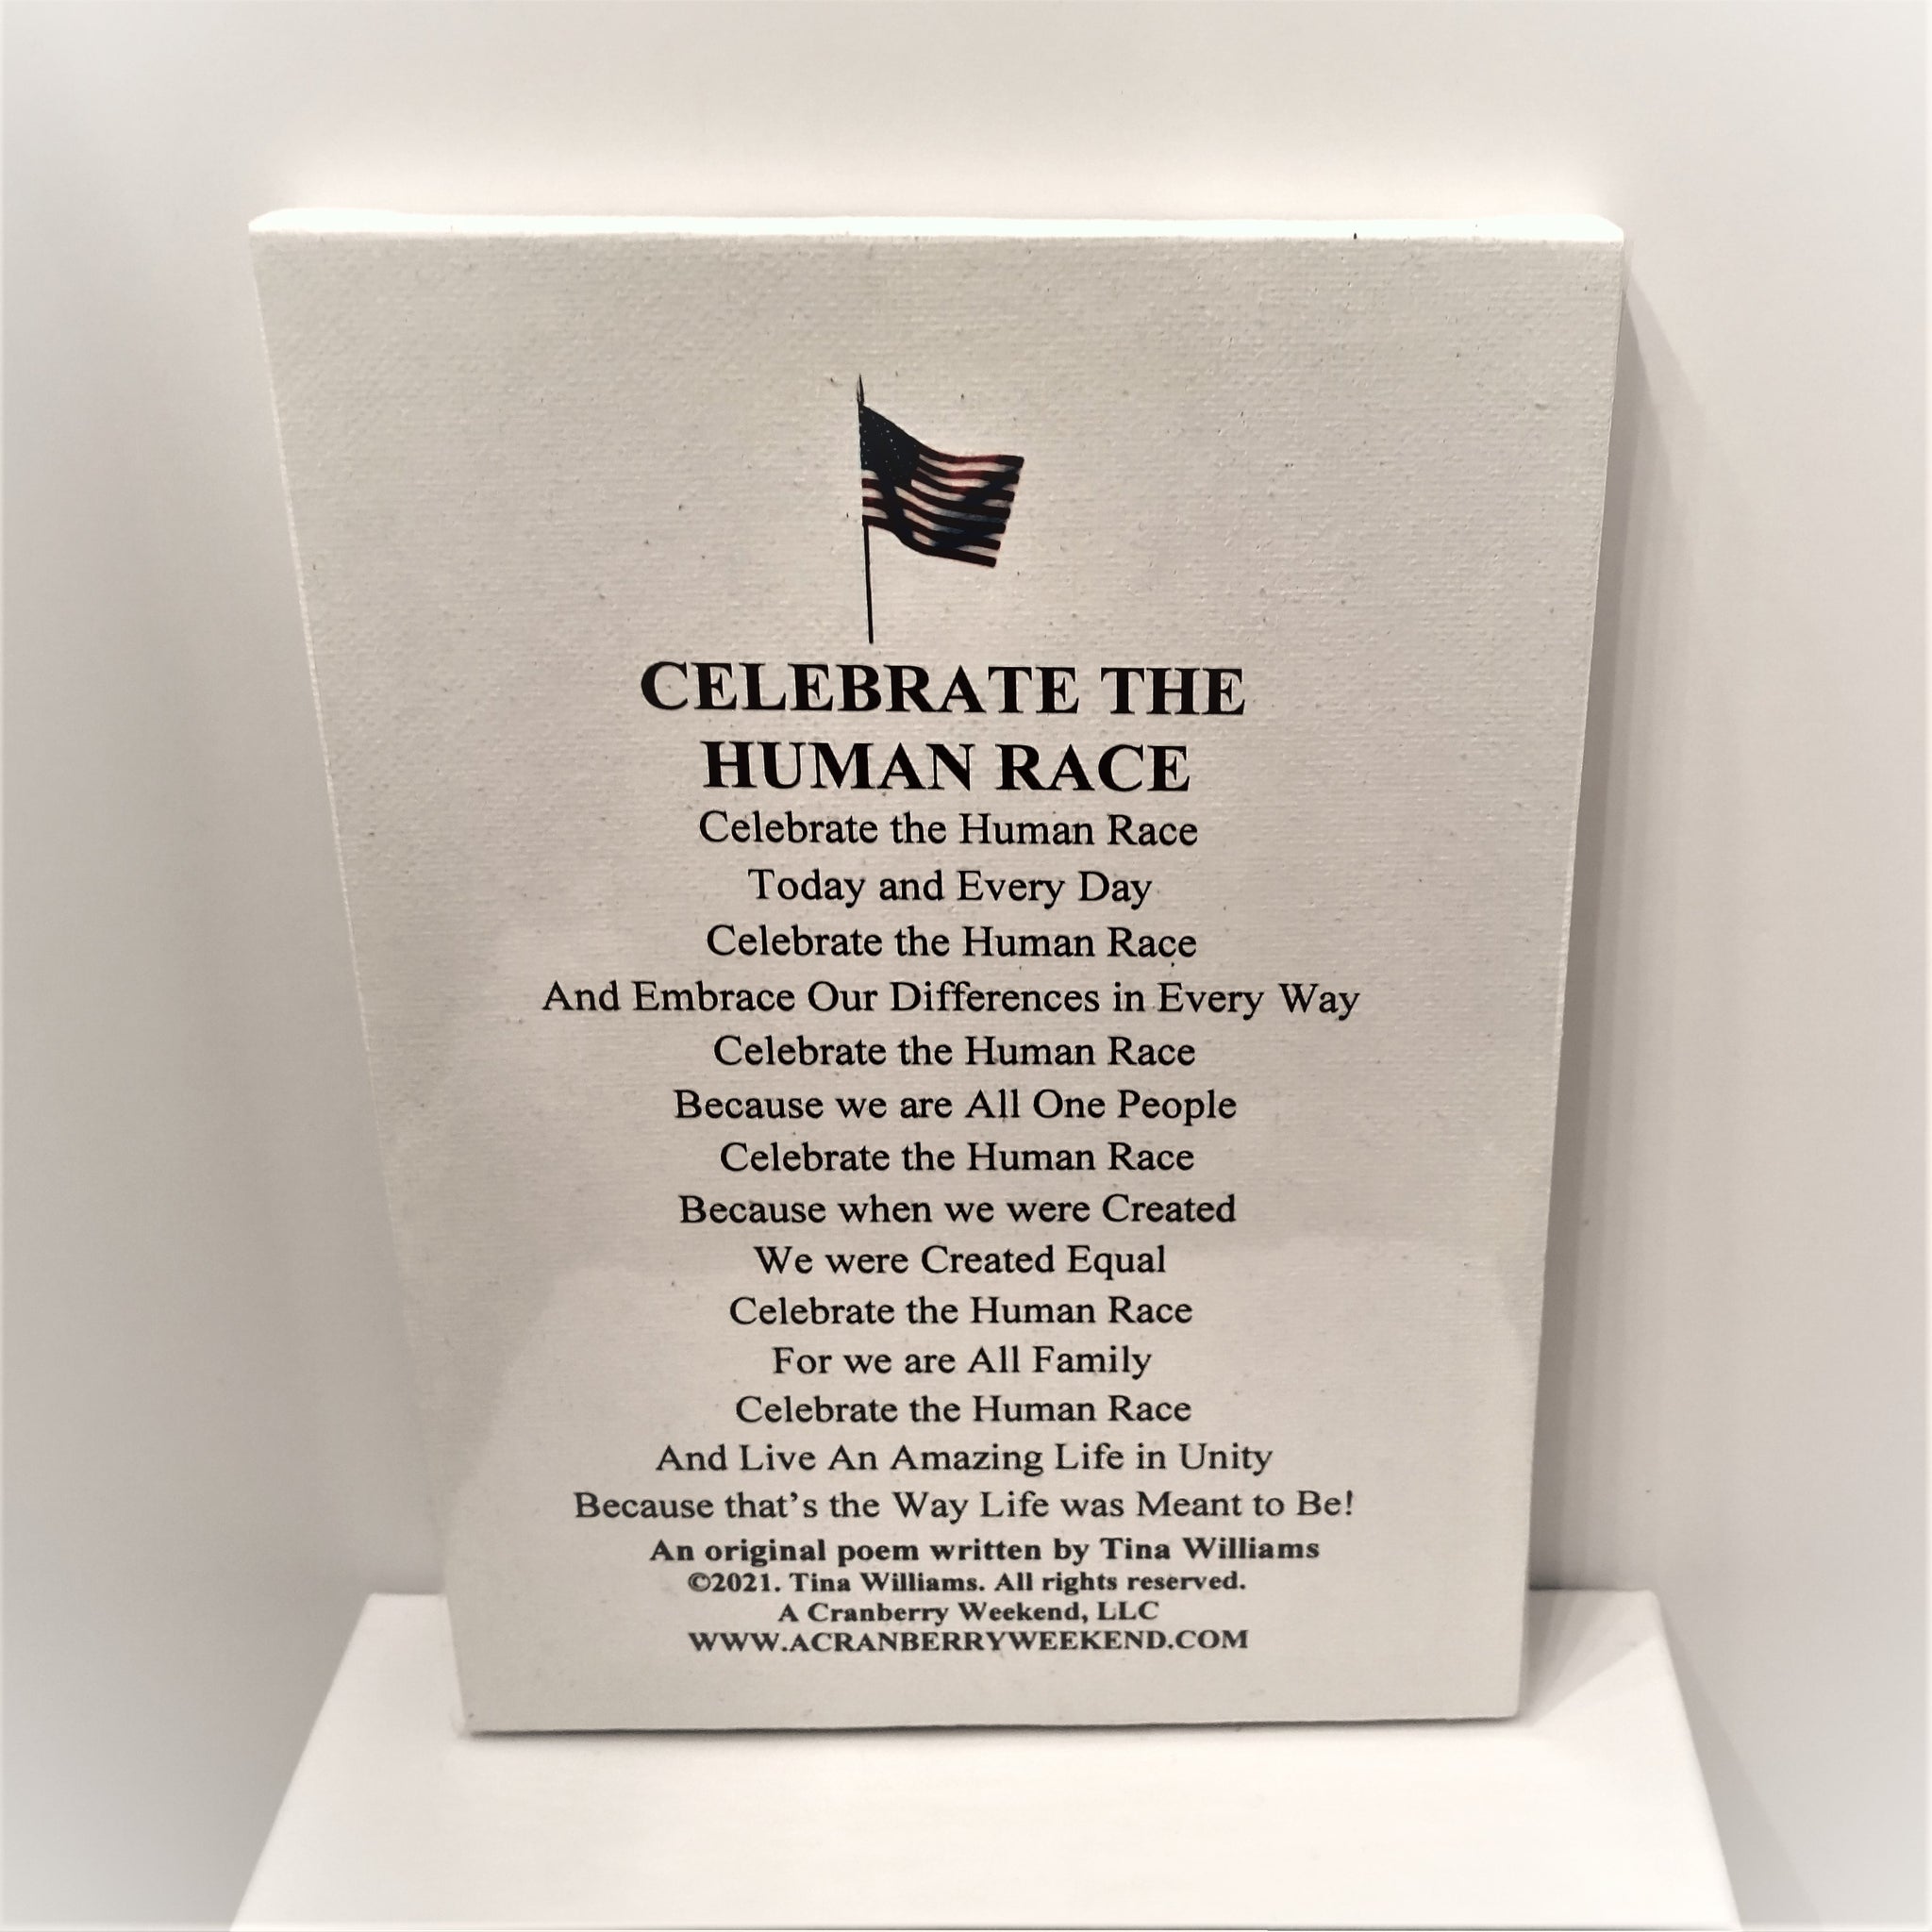 CELEBRATE THE
HUMAN RACE
Celebrate the Human Race
Today and Every Day
Celebrate the Human Race
And Embrace Our Differences in Every Way
Celebrate the Human Race
Because we are All One People
Celebrate the Human Race
Because when we were Created
We were Created Equal
Celebrate the Human Race
For we are All Family
Celebrate the Human Race
And Live An Amazing Life in Unity
Because that’s the Way Life was Meant to Be!
An original poem written by Tina Williams
©2021. Tina Williams. All rights reserved.
A Cranberry Weekend, LLC
WWW.ACRANBERRYWEEKEND.COM